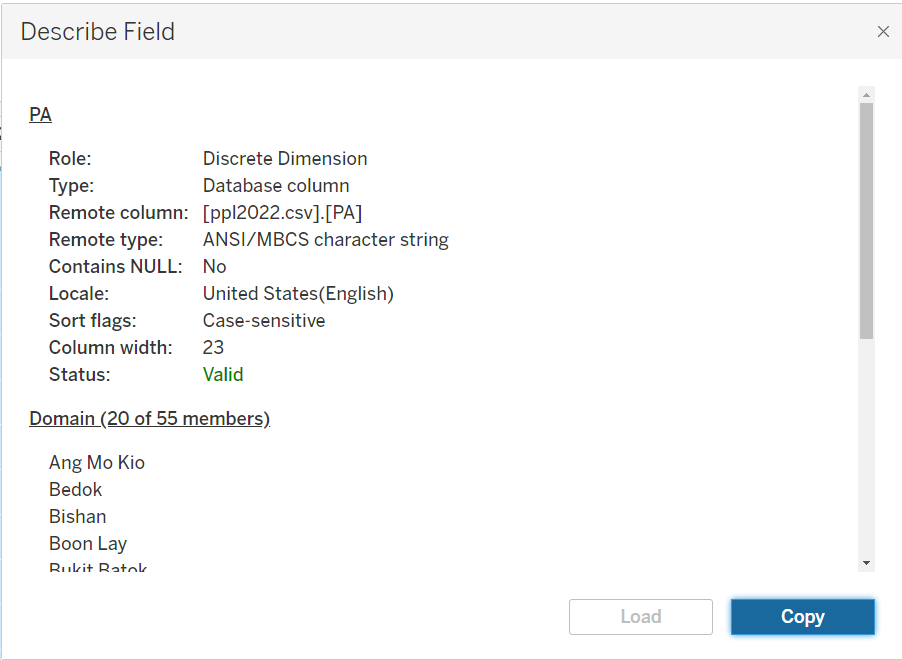 Describe Field
PA
Role: Discrete Dimension
Type: Database column
Remote column: [ppl2022.csv].[PA]
Remote type: ANSI/MBCS character string
Contains NULL: No
Locale: United States(English)
Sort flags: Case-sensitive
Column width: 23
Status: Valid
Domain (20 of 55 members)
Ang Mo Kio
Bedok
Bishan
Boon Lay
Bukit Batok
Load Copy